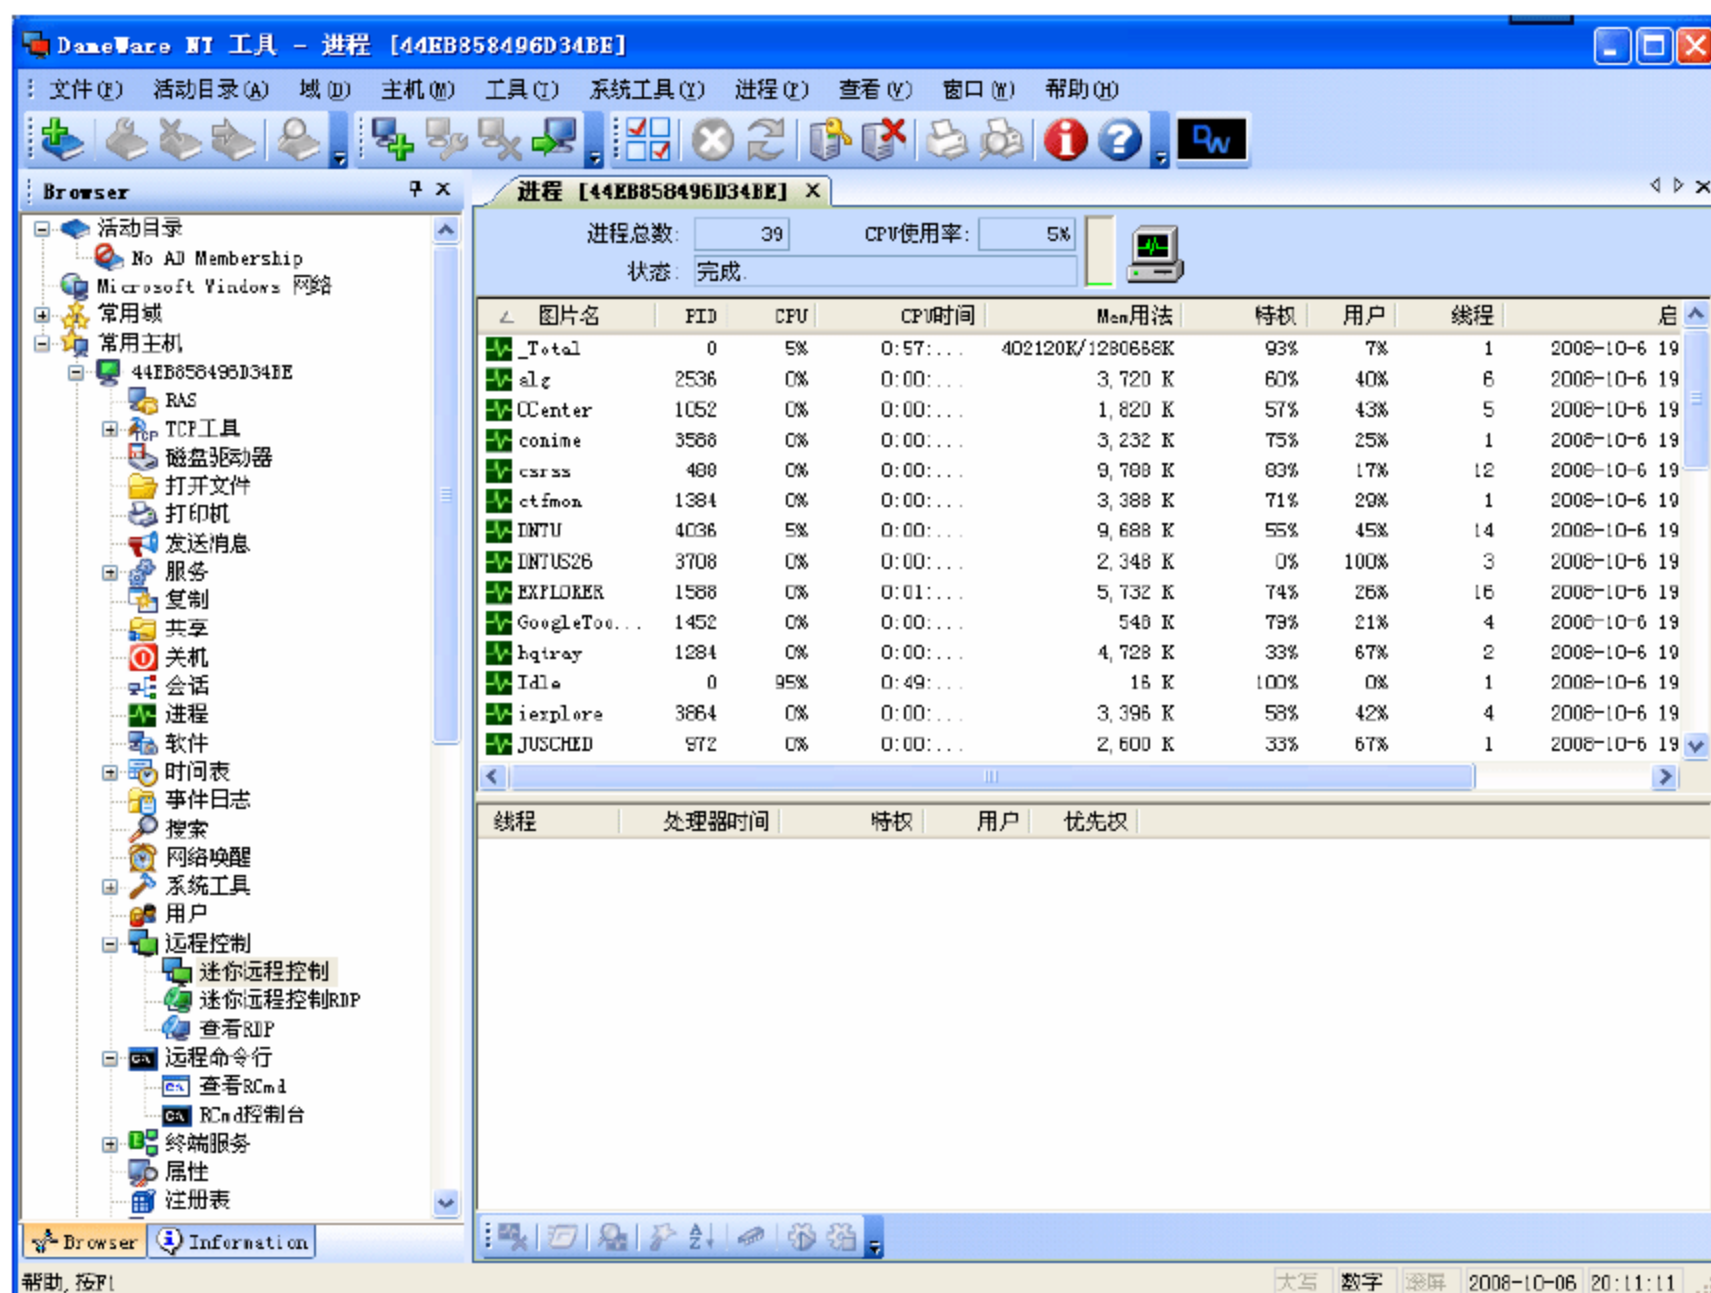 DameWare NT 工具 - 进程 [44EB858496D34BE]
文件(F) 活动目录(A) 域(D) 主机(M) 工具(T) 系统工具(Y) 进程(P) 查看(V) 窗口(W) 帮助(H)
DW
Browser
进程 [44EB858496D34BE]
进程总数: 39 CPU使用率: 5%
状态: 完成.
活动目录
No AD Membership
Microsoft Windows 网络
常用域
常用主机
44EB858496D34BE
RAS
TCP工具
磁盘驱动器
打开文件
打印机
发送消息
服务
复制
共享
关机
会话
进程
软件
时间表
事件日志
搜索
网络唤醒
系统工具
用户
远程控制
迷你远程控制
迷你远程控制RDP
查看RDP
远程命令行
查看RCmd
RCmd控制台
终端服务
属性
注册表
Browser Information
图片名 PID CPU CPU时间 Mem用法 特权 用户 线程 启
_Total 0 5% 0:57:... 402120K/1280668K 93% 7% 1 2008-10-6 19
alg 2536 0% 0:00:... 3,720 K 60% 40% 6 2008-10-6 19
CCenter 1052 0% 0:00:... 1,820 K 57% 43% 5 2008-10-6 19
conime 3588 0% 0:00:... 3,232 K 75% 25% 1 2008-10-6 19
csrss 488 0% 0:00:... 9,788 K 83% 17% 12 2008-10-6 19
ctfmon 1384 0% 0:00:... 3,388 K 71% 29% 1 2008-10-6 19
DNTU 4036 5% 0:00:... 9,688 K 55% 45% 14 2008-10-6 19
DNTUS26 3708 0% 0:00:... 2,348 K 0% 100% 3 2008-10-6 19
EXPLORER 1588 0% 0:01:... 5,732 K 74% 26% 16 2008-10-6 19
GoogleToo... 1452 0% 0:00:... 548 K 79% 21% 4 2008-10-6 19
hqtray 1284 0% 0:00:... 4,728 K 33% 67% 2 2008-10-6 19
Idle 0 95% 0:49:... 16 K 100% 0% 1 2008-10-6 19
iexplore 3864 0% 0:00:... 3,396 K 58% 42% 4 2008-10-6 19
JUSCHED 972 0% 0:00:... 2,600 K 33% 67% 1 2008-10-6 19
线程 处理器时间 特权 用户 优先权
帮助, 按F1 大写 数字 滚屏 2008-10-06 20:11:11